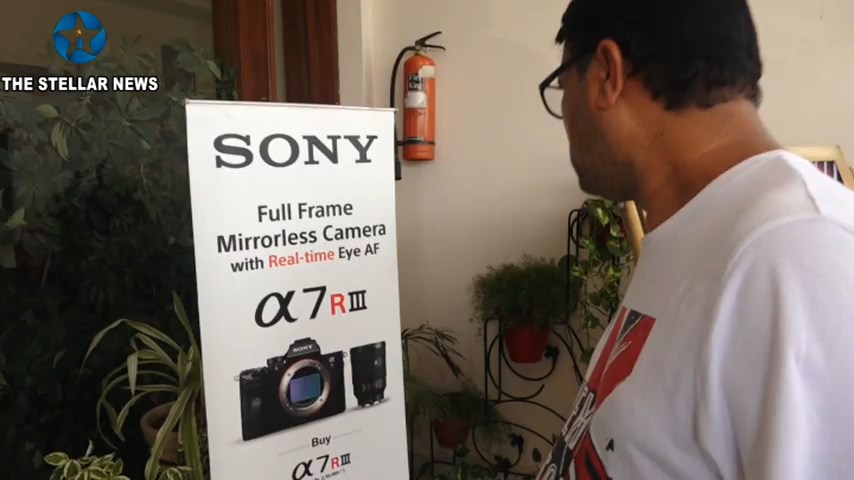 THE STELLAR NEWS
SONY
Full Frame
Mirrorless Camera
with Real-time Eye AF
α7RIII
SONY
α
Buy
α7RIII